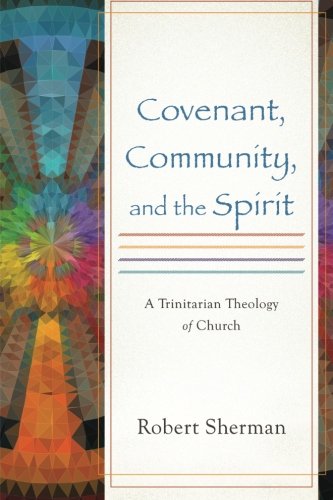 Covenant,
Community,
and the Spirit
A Trinitarian Theology
of Church
Robert Sherman